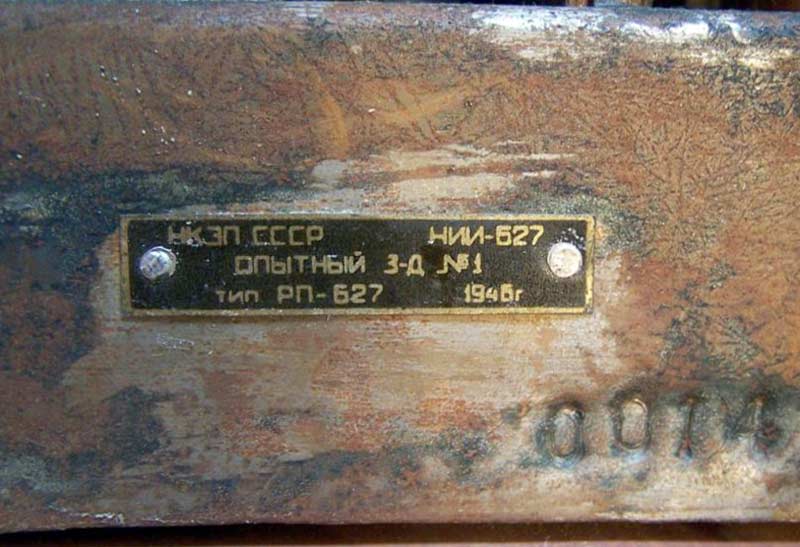 НКЭП СССР НИИ-627
ОПЫТНЫЙ З-Д №1
тип РП-627 1946г
0074